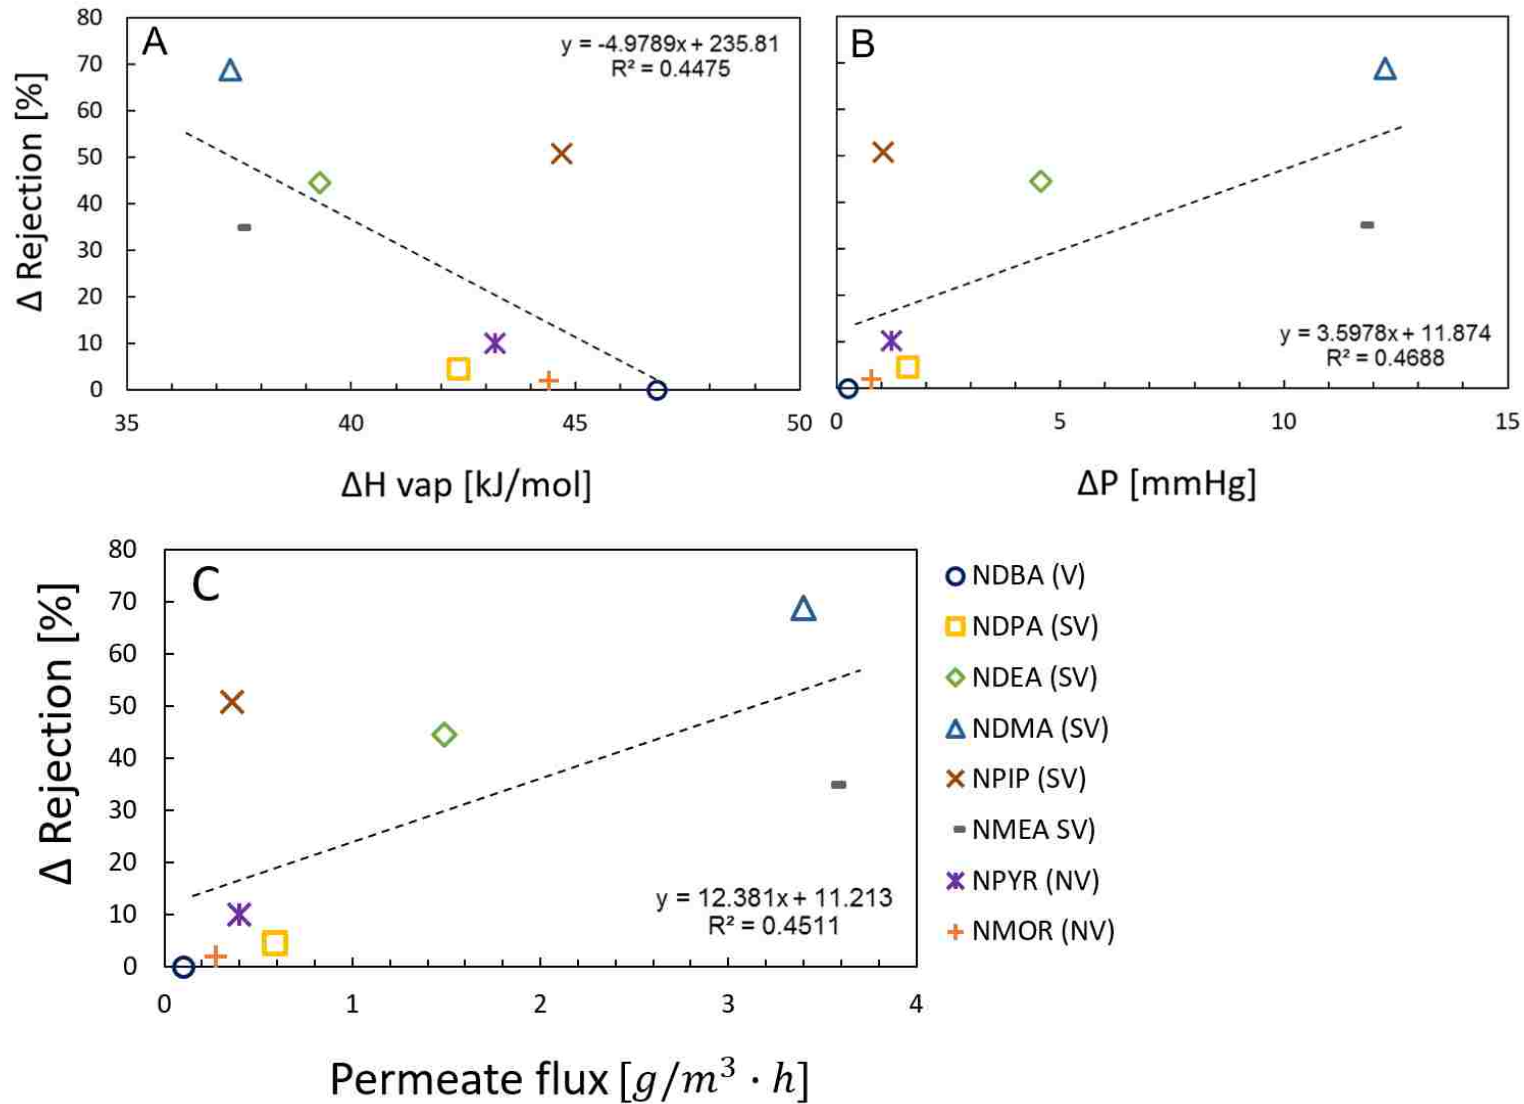 A
y = -4.9789x + 235.81
R² = 0.4475
80
70
60
50
40
30
20
10
0
Δ Rejection [%]
35 40 45 50
ΔH vap [kJ/mol]
B
y = 3.5978x + 11.874
R² = 0.4688
0 5 10 15
ΔP [mmHg]
C
80
70
60
50
40
30
20
10
0
Δ Rejection [%]
y = 12.381x + 11.213
R² = 0.4511
0 1 2 3 4
Permeate flux [g/m³ · h]
NDBA (V)
NDPA (SV)
NDEA (SV)
NDMA (SV)
NPIP (SV)
NMEA SV)
NPYR (NV)
NMOR (NV)